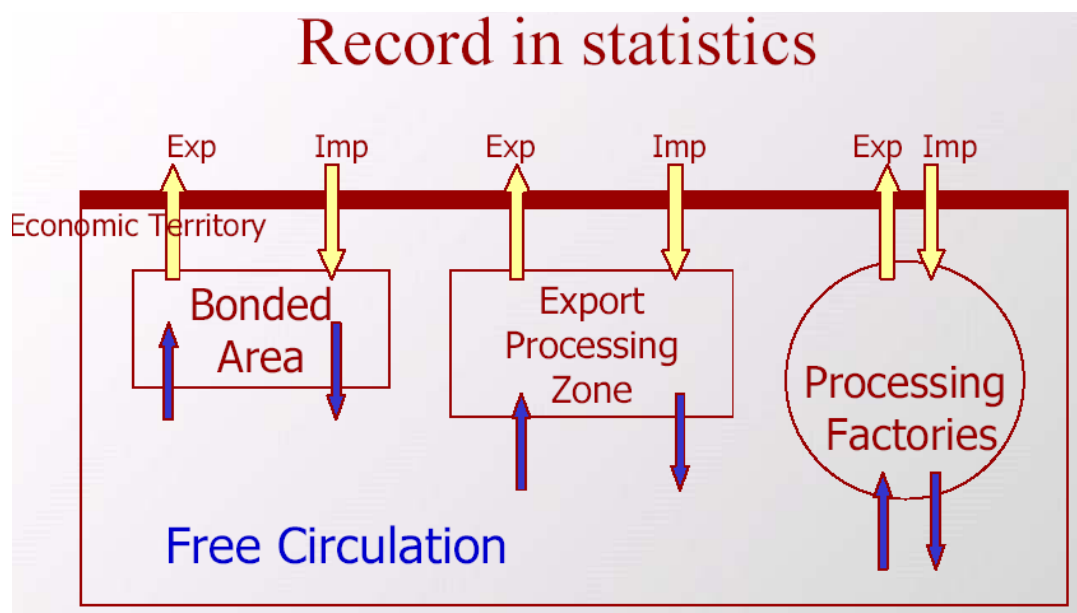 Record in statistics
Exp Imp Exp Imp Exp Imp
Economic Territory
Bonded
Area
Export
Processing
Zone
Processing
Factories
Free Circulation